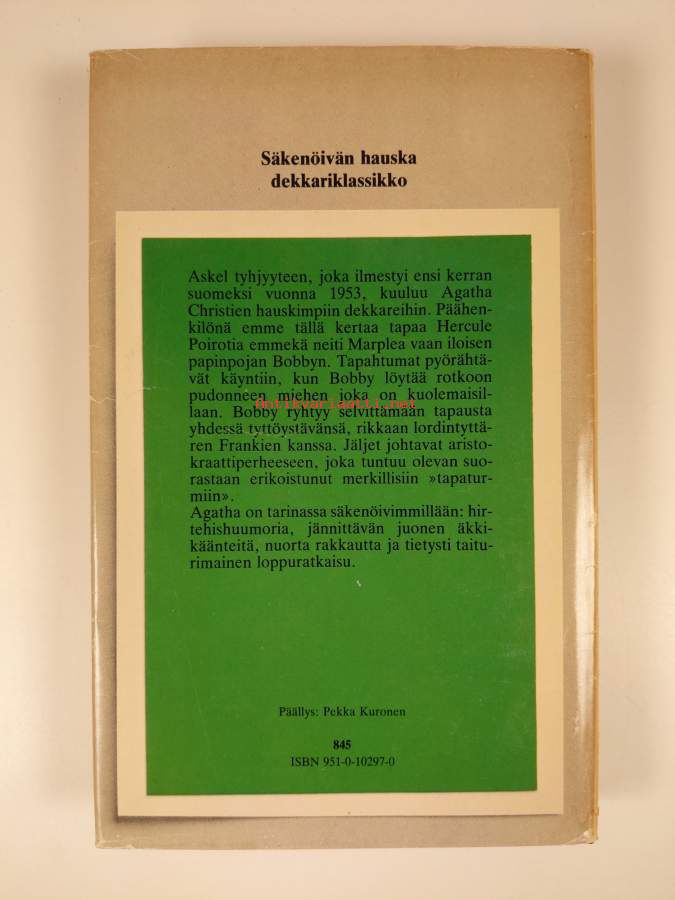 Säkenöivän hauska
dekkariklassikko
Askel tyhjyyteen, joka ilmestyi ensi kerran
suomeksi vuonna 1953, kuuluu Agatha
Christien hauskimpiin dekkareihin. Päähen-
kilönä emme tällä kertaa tapaa Hercule
Poirotia emmekä neiti Marplea vaan iloisen
papinpojan Bobbyn. Tapahtumat pyörähtä-
vät käyntiin, kun Bobby löytää rotkoon
pudonneen miehen joka on kuolemaisil-
Antikvariaatti.net
laan. Bobby ryhtyy selvittämään tapausta
yhdessä tyttöystävänsä, rikkaan lordintyttä-
ren Frankien kanssa. Jäljet johtavat aristo-
kraattiperheeseen, joka tuntuu olevan suo-
rastaan erikoistunut merkillisiin »tapatur-
miin».
Agatha on tarinassa säkenöivimmillään: hir-
tehishuumoria, jännittävän juonen äkki-
käänteitä, nuorta rakkautta ja tietysti taitu-
rimainen loppuratkaisu.
Päällys: Pekka Kuronen
845
ISBN 951-0-10297-0